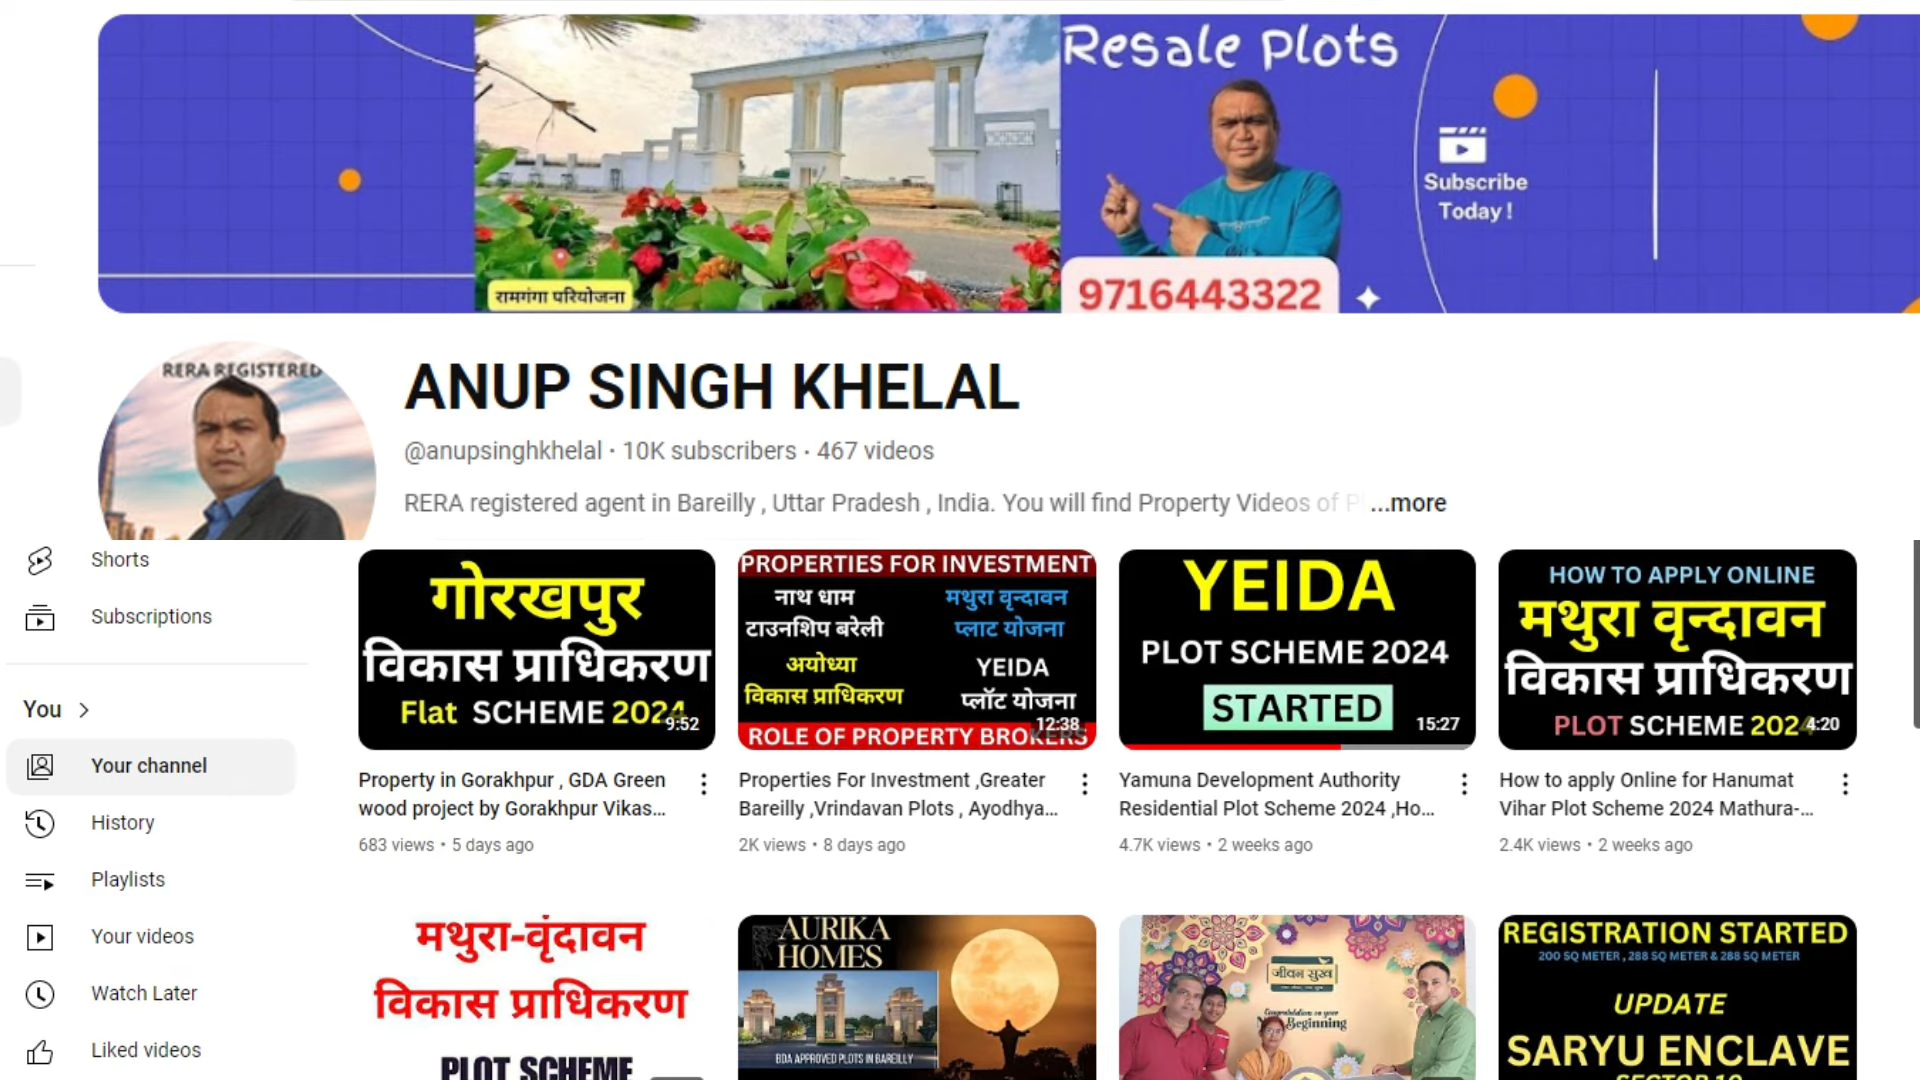 Resale Plots
Subscribe
Today !
रामगंगा परियोजना
9716443322
RERA REGISTERED
ANUP SINGH KHELAL
@anupsinghkhelal · 10K subscribers · 467 videos
RERA registered agent in Bareilly , Uttar Pradesh , India. You will find Property Videos of ...more
Shorts
Subscriptions
You
Your channel
History
Playlists
Your videos
Watch Later
Liked videos
गोरखपुर
विकास प्राधिकरण
Flat SCHEME 2024
9:52
Property in Gorakhpur , GDA Green
wood project by Gorakhpur Vikas...
683 views • 5 days ago
PROPERTIES FOR INVESTMENT
नाथ धाम
टाउनशिप बरेली
मथुरा वृन्दावन
प्लाट योजना
अयोध्या
विकास प्राधिकरण
YEIDA
प्लॉट योजना
12:38
ROLE OF PROPERTY BROKERS
Properties For Investment ,Greater
Bareilly ,Vrindavan Plots , Ayodhya...
2K views • 8 days ago
YEIDA
PLOT SCHEME 2024
STARTED
15:27
Yamuna Development Authority
Residential Plot Scheme 2024 ,Ho...
4.7K views • 2 weeks ago
HOW TO APPLY ONLINE
मथुरा वृन्दावन
विकास प्राधिकरण
PLOT SCHEME 2024
4:20
How to apply Online for Hanumat
Vihar Plot Scheme 2024 Mathura-...
2.4K views • 2 weeks ago
मथुरा-वृंदावन
विकास प्राधिकरण
PLOT SCHEME
AURIKA
HOMES
BDA APPROVED PLOTS IN BAREILLY
जीवन सुख
Congratulations on your
New Beginning
REGISTRATION STARTED
200 SQ METER , 288 SQ METER & 288 SQ METER
UPDATE
SARYU ENCLAVE
SECTOR 10